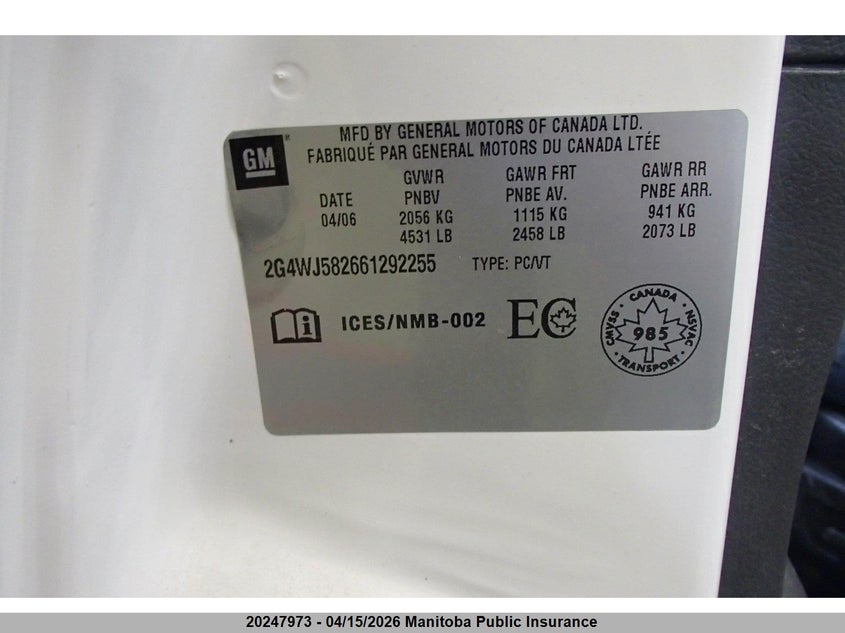 GM
MFD BY GENERAL MOTORS OF CANADA LTD.
FABRIQUÉ PAR GENERAL MOTORS DU CANADA LTÉE
DATE
04/06
GVWR
PNBV
2056 KG
4531 LB
GAWR FRT
PNBE AV.
1115 KG
2458 LB
GAWR RR
PNBE ARR.
941 KG
2073 LB
2G4WJ582661292255 TYPE: PC/VT
i ICES/NMB-002 EC
CANADA
CMVSS 985 NSVAC
TRANSPORT
20247973 - 04/15/2026 Manitoba Public Insurance